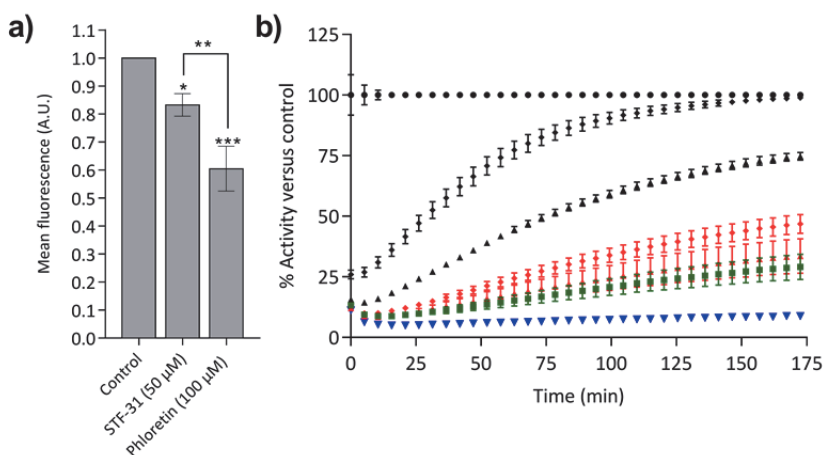 a)
1.1
1.0
0.9
0.8
0.7
0.6
0.5
0.4
0.3
0.2
0.1
0.0
Mean fluorescence (A.U.)
**
*
***
Control
STF-31 (50 µM)
Phloretin (100 µM)
b)
125
100
75
50
25
0
% Activity versus control
0 25 50 75 100 125 150 175
Time (min)